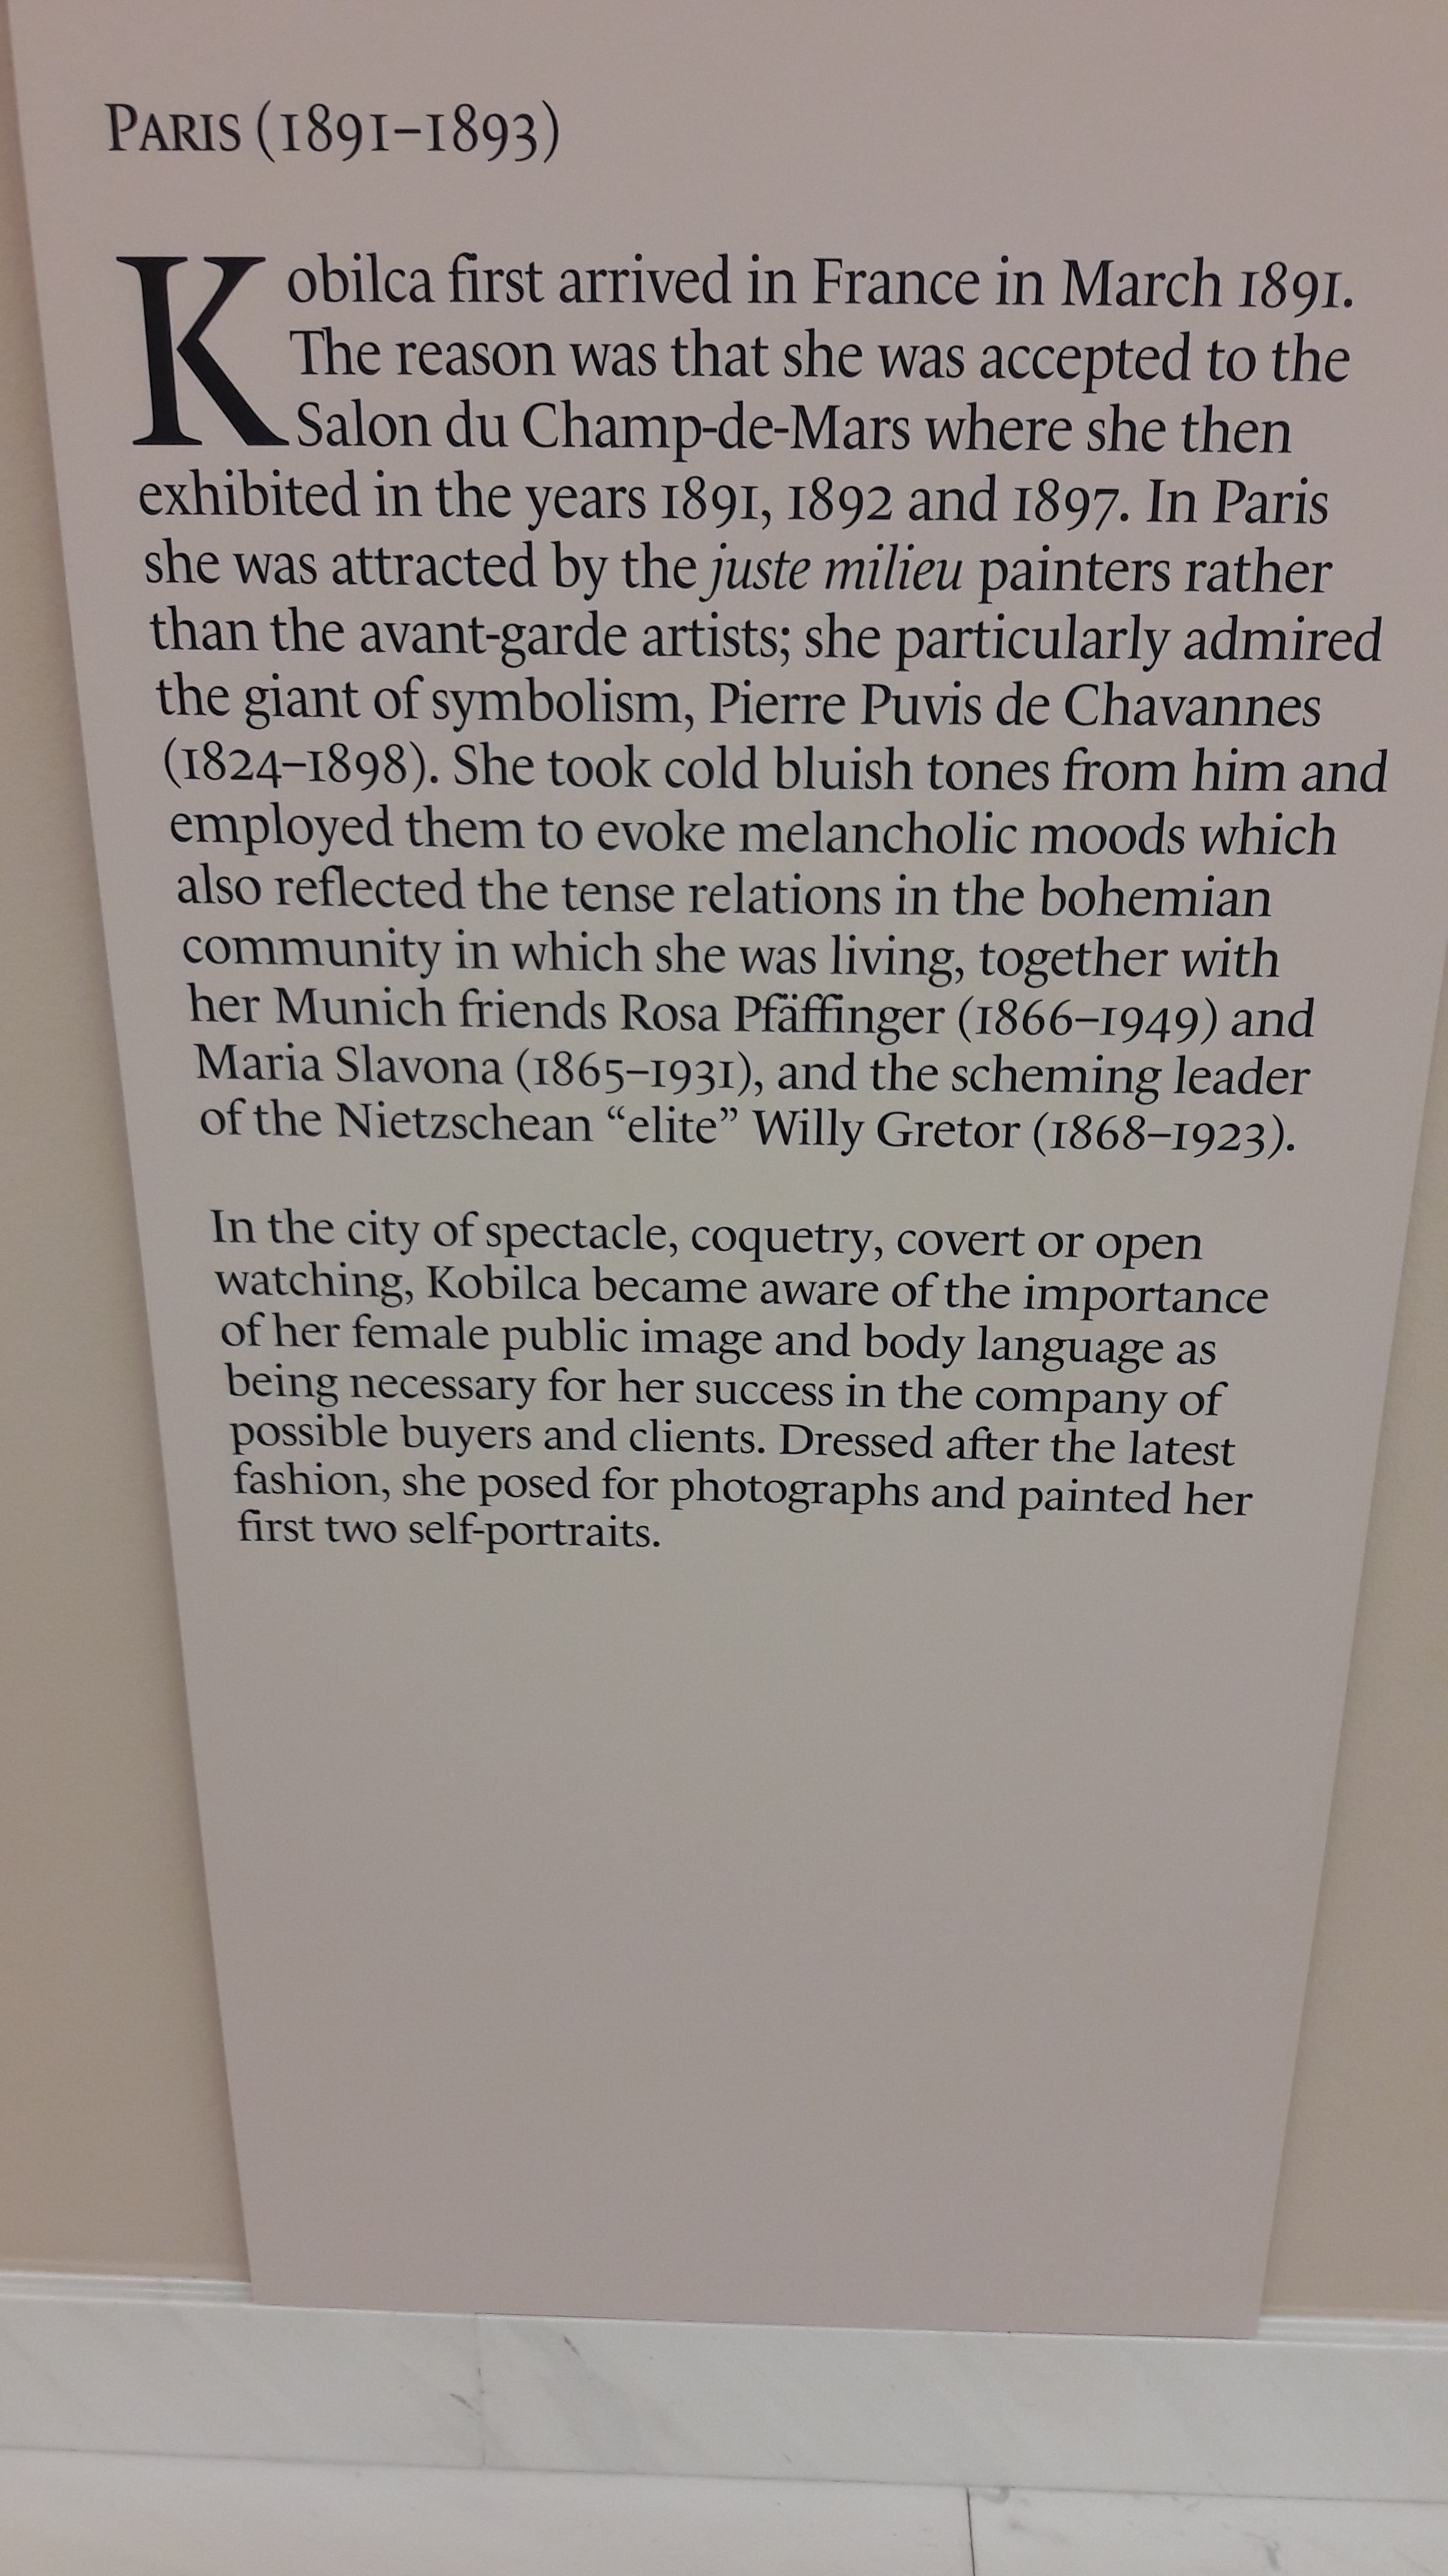 PARIS (1891–1893)
Kobilca first arrived in France in March 1891.
The reason was that she was accepted to the
Salon du Champ-de-Mars where she then
exhibited in the years 1891, 1892 and 1897. In Paris
she was attracted by the juste milieu painters rather
than the avant-garde artists; she particularly admired
the giant of symbolism, Pierre Puvis de Chavannes
(1824–1898). She took cold bluish tones from him and
employed them to evoke melancholic moods which
also reflected the tense relations in the bohemian
community in which she was living, together with
her Munich friends Rosa Pfäffinger (1866–1949) and
Maria Slavona (1865–1931), and the scheming leader
of the Nietzschean “elite” Willy Gretor (1868–1923).
In the city of spectacle, coquetry, covert or open
watching, Kobilca became aware of the importance
of her female public image and body language as
being necessary for her success in the company of
possible buyers and clients. Dressed after the latest
fashion, she posed for photographs and painted her
first two self-portraits.